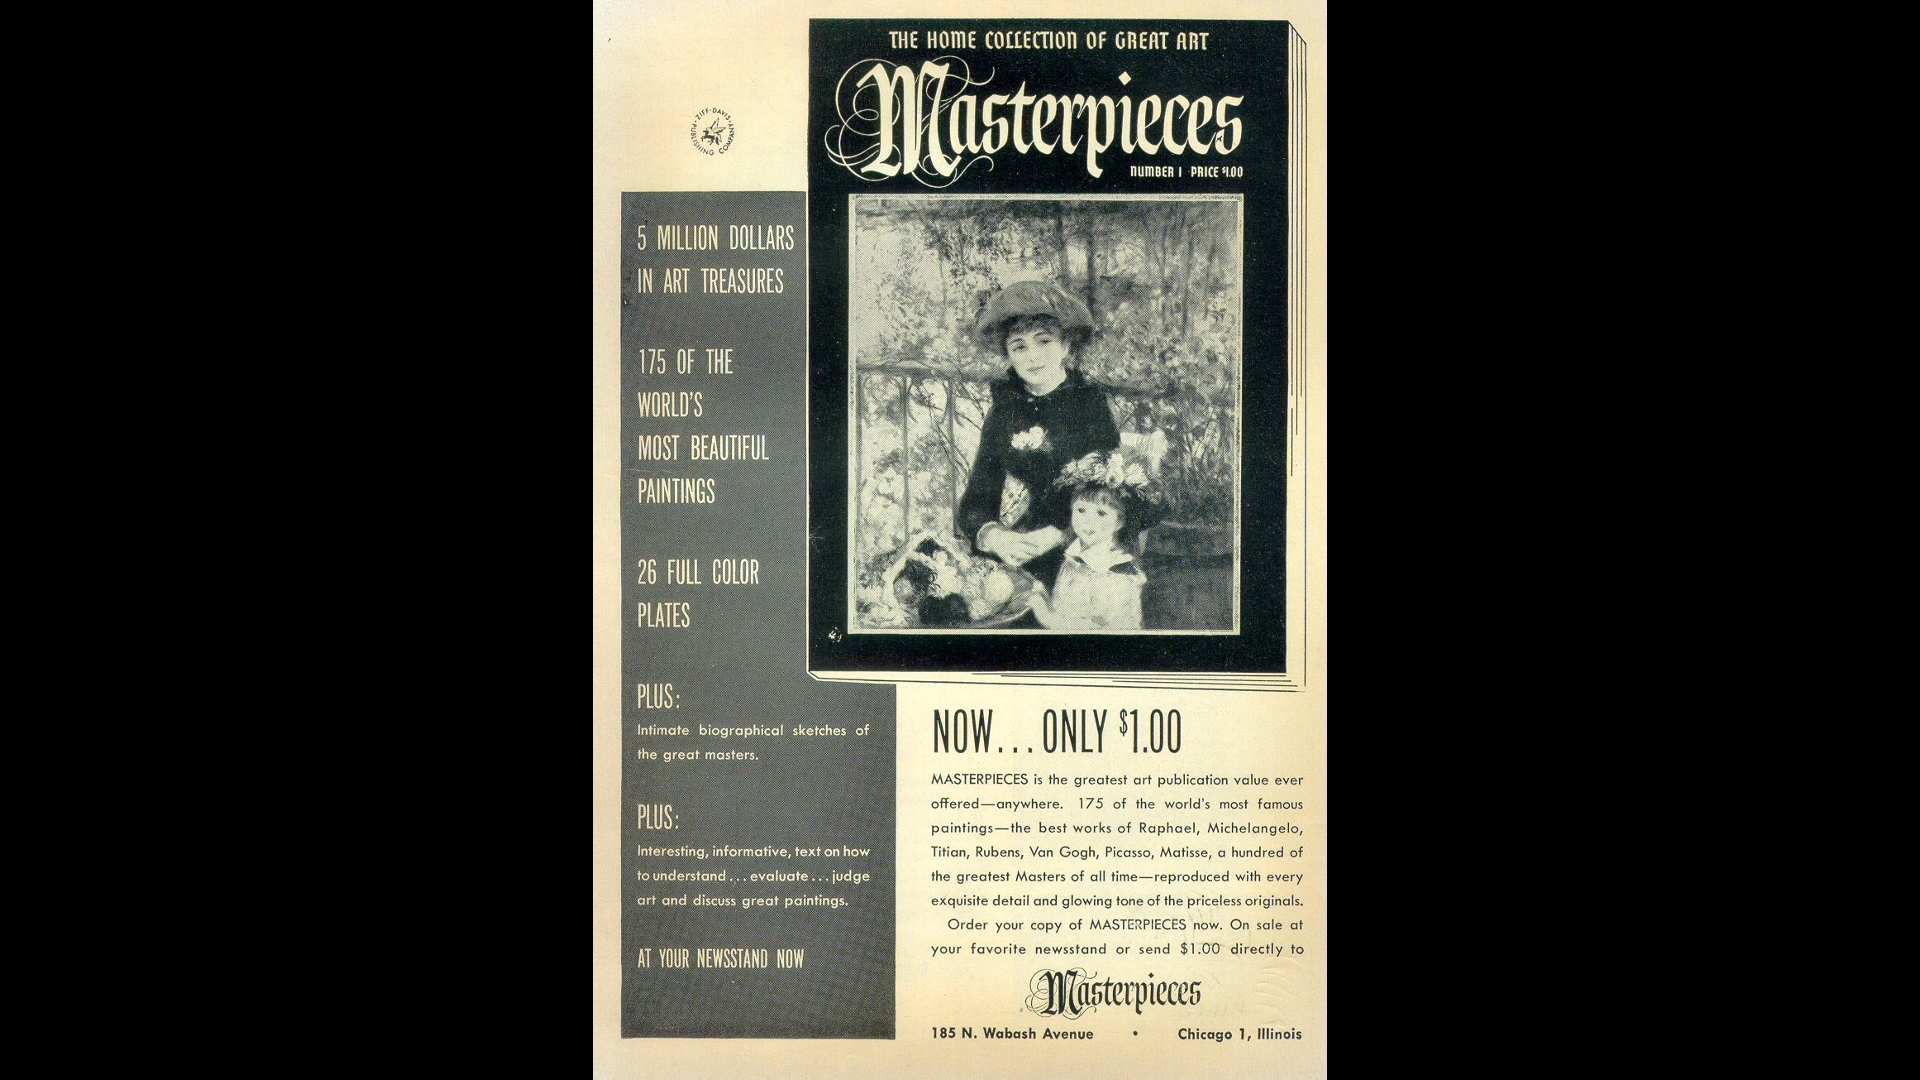 THE HOME COLLECTION OF GREAT ART
Masterpieces
NUMBER 1 PRICE $1.00
ZIFF-DAVIS PUBLISHING COMPANY
5 MILLION DOLLARS
IN ART TREASURES
175 OF THE
WORLD'S
MOST BEAUTIFUL
PAINTINGS
26 FULL COLOR
PLATES
PLUS:
Intimate biographical sketches of
the great masters.
PLUS:
Interesting, informative, text on how
to understand . . . evaluate . . . judge
art and discuss great paintings.
AT YOUR NEWSSTAND NOW
NOW . . . ONLY $1.00
MASTERPIECES is the greatest art publication value ever
offered—anywhere. 175 of the world's most famous
paintings—the best works of Raphael, Michelangelo,
Titian, Rubens, Van Gogh, Picasso, Matisse, a hundred of
the greatest Masters of all time—reproduced with every
exquisite detail and glowing tone of the priceless originals.
Order your copy of MASTERPIECES now. On sale at
your favorite newsstand or send $1.00 directly to
Masterpieces
185 N. Wabash Avenue • Chicago 1, Illinois